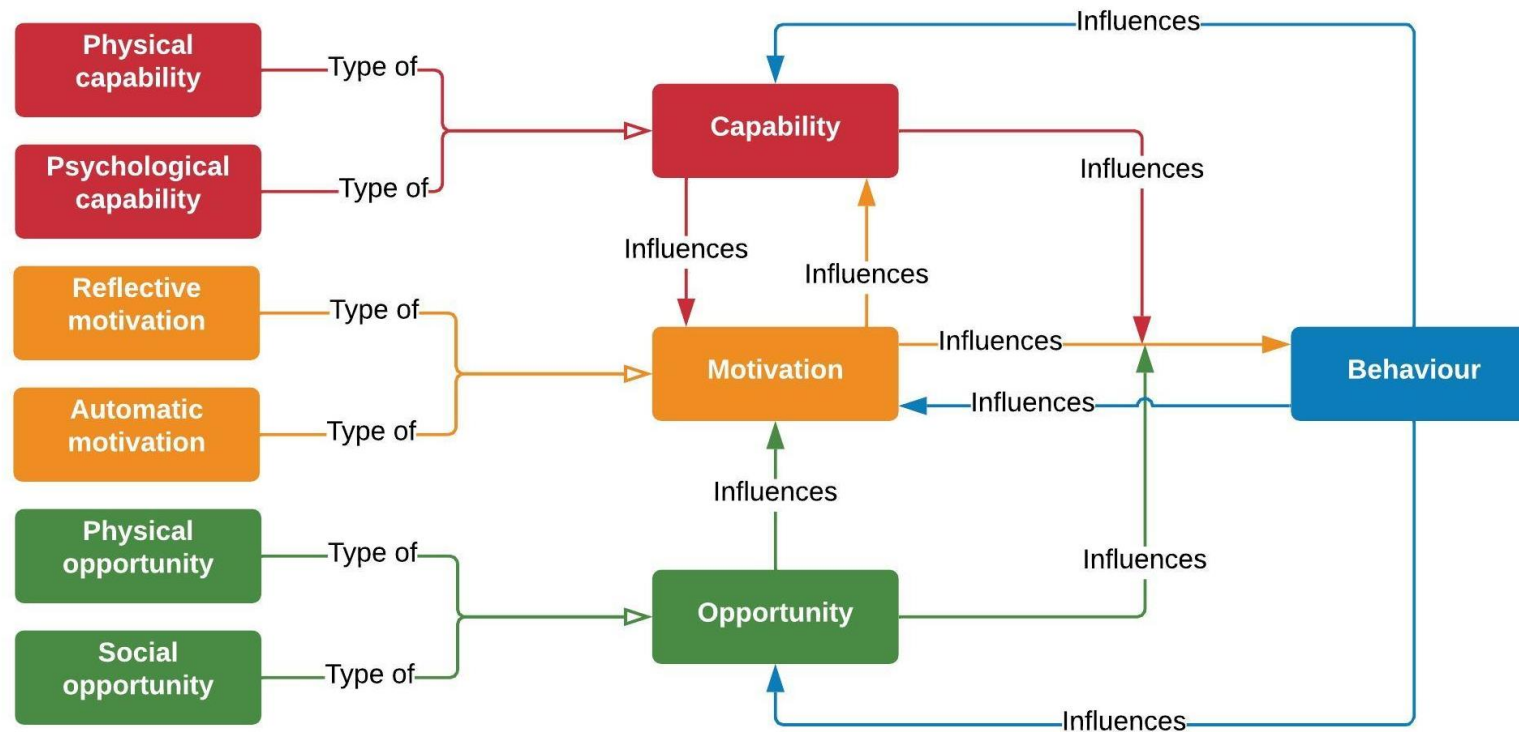 Influences
Physical
capability
Type of
Capability
Psychological
capability
Type of
Influences
Influences
Influences
Reflective
motivation
Type of
Influences
Motivation
Behaviour
Automatic
motivation
Type of
Influences
Influences
Physical
opportunity
Type of
Influences
Opportunity
Social
opportunity
Type of
Influences